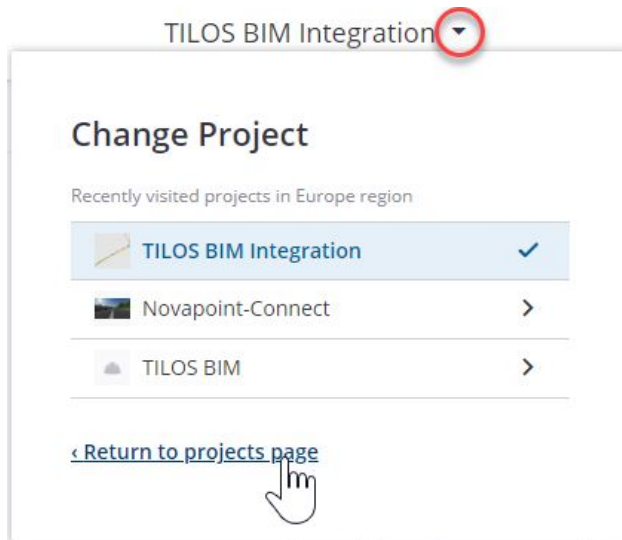 TILOS BIM Integration
Change Project
Recently visited projects in Europe region
TILOS BIM Integration
Novapoint-Connect
TILOS BIM
‹ Return to projects page